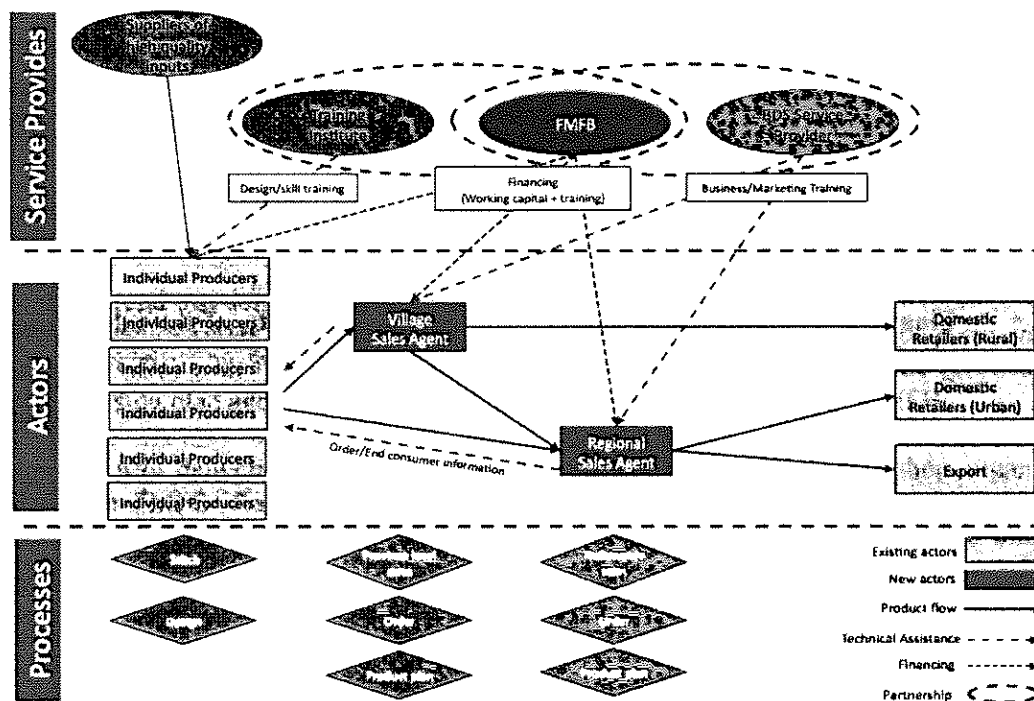 Service Provides
Suppliers of
high quality
inputs
Training
Institute
FMFB
BDS Service
Provider
Design/skill training
Financing
(Working capital + training)
Business/Marketing Training
Actors
Individual Producers
Individual Producers
Individual Producers
Individual Producers
Individual Producers
Individual Producers
Village
Sales Agent
Regional
Sales Agent
Order/End consumer information
Domestic
Retailers (Rural)
Domestic
Retailers (Urban)
Export
Processes
Existing actors
New actors
Product flow
Technical Assistance
Financing
Partnership